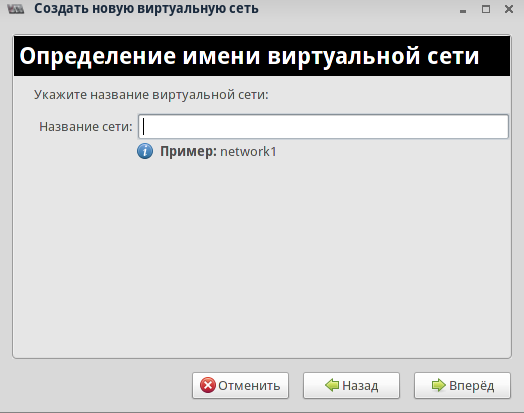 Создать новую виртуальную сеть
Определение имени виртуальной сети
Укажите название виртуальной сети:
Название сети:
Пример: network1
Отменить
Назад
Вперёд